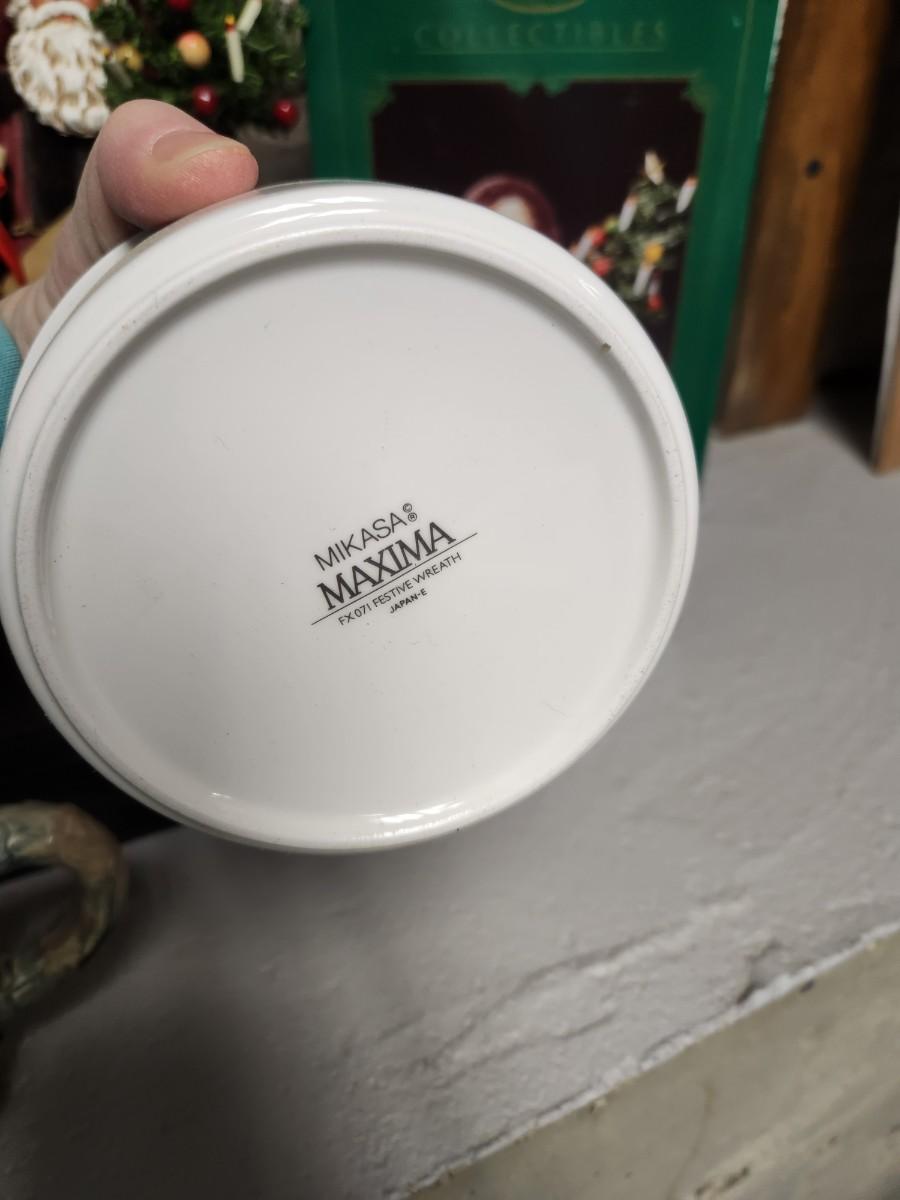 COLLECTIBLES
MIKASA©®
MAXIMA
FX 071 FESTIVE WREATH
JAPAN-E